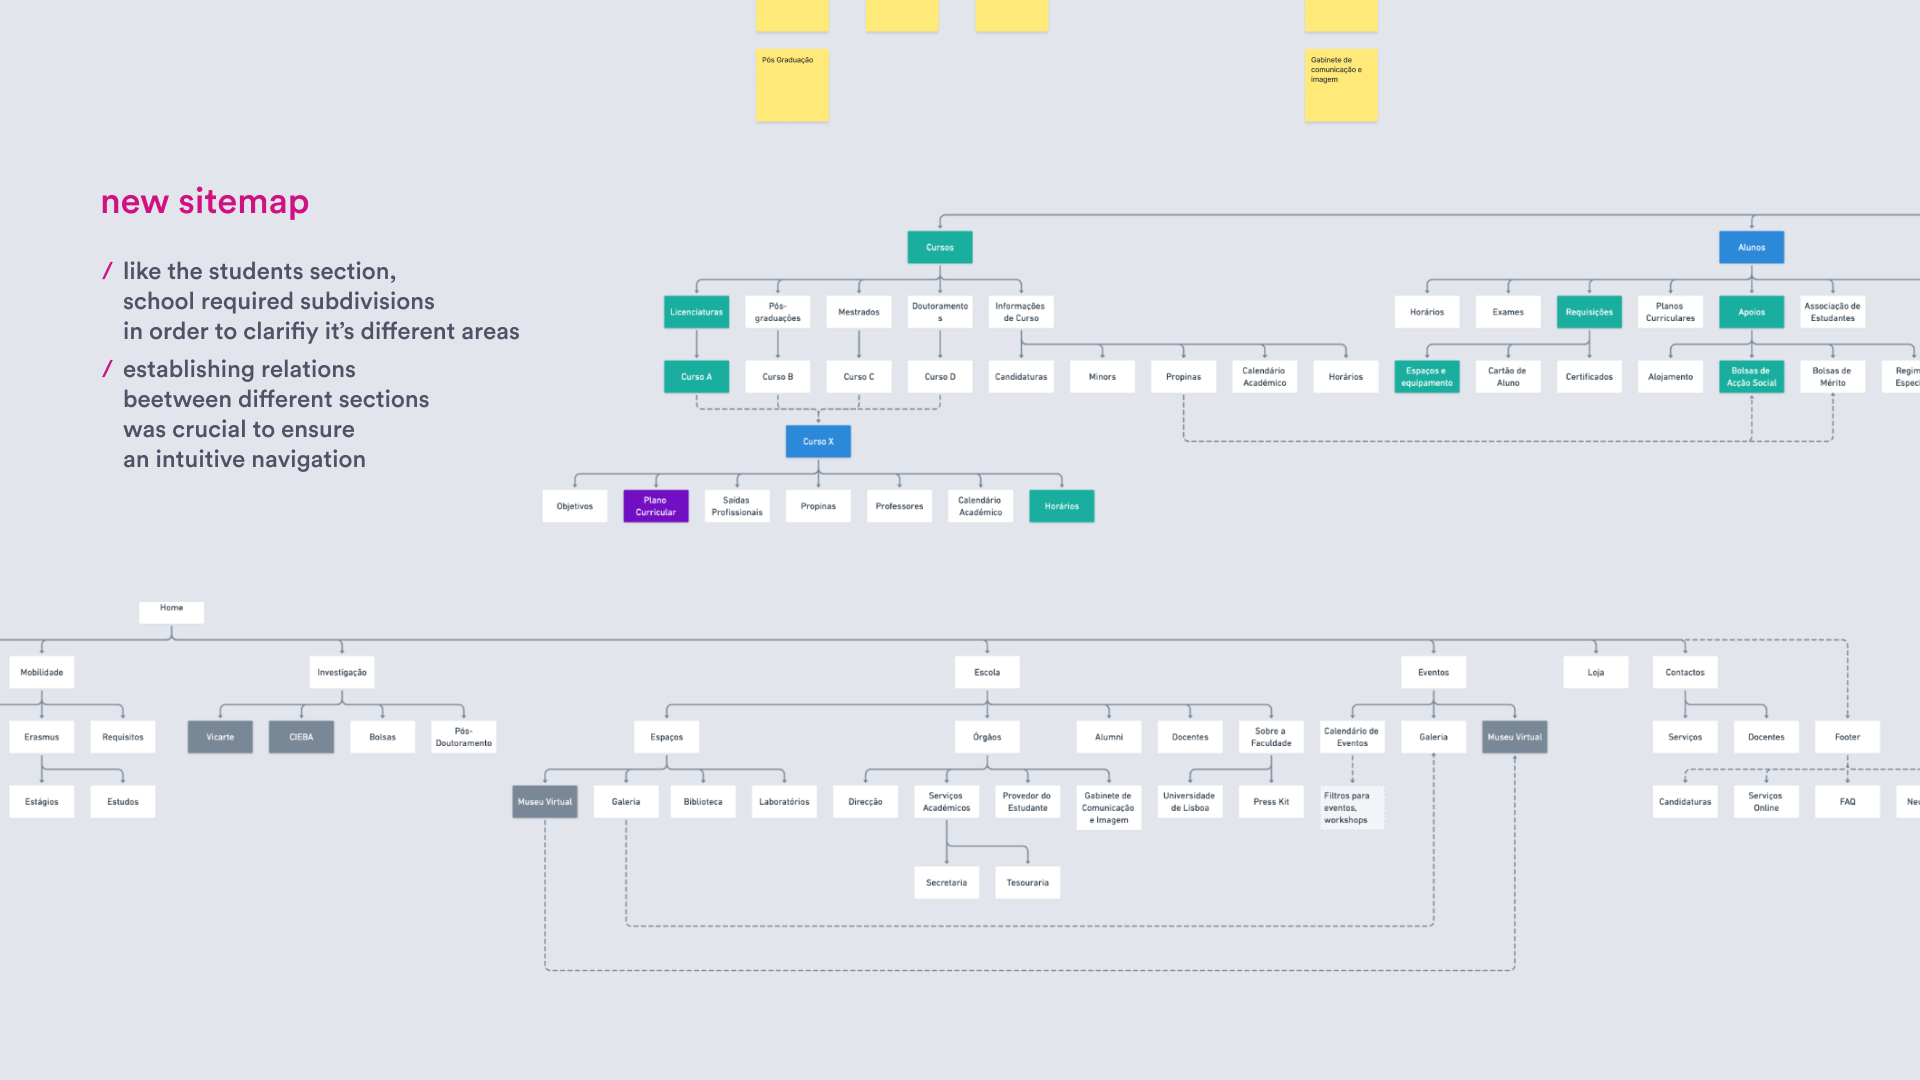 Pós Graduação
Gabinete de
comunicação e
imagem
new sitemap
/ like the students section,
school required subdivisions
in order to clarifiy it's different areas
/ establishing relations
beetween different sections
was crucial to ensure
an intuitive navigation
Cursos
Alunos
Licenciaturas
Pós-
graduações
Mestrados
Doutoramento
s
Informações
de Curso
Horários
Exames
Requisições
Planos
Curriculares
Apoios
Associação de
Estudantes
Curso A
Curso B
Curso C
Curso D
Candidaturas
Minors
Propinas
Calendário
Académico
Horários
Espaços e
equipamento
Cartão de
Aluno
Certificados
Alojamento
Bolsas de
Acção Social
Bolsas de
Mérito
Regim
Especi
Curso X
Objetivos
Plano
Curricular
Saídas
Profissionais
Propinas
Professores
Calendário
Académico
Horários
Home
Mobilidade
Investigação
Escola
Eventos
Loja
Contactos
Erasmus
Requisitos
Vicarte
CIEBA
Bolsas
Pós-
Doutoramento
Espaços
Órgãos
Alumni
Docentes
Sobre a
Faculdade
Calendário de
Eventos
Galeria
Museu Virtual
Serviços
Docentes
Footer
Estágios
Estudos
Museu Virtual
Galeria
Biblioteca
Laboratórios
Direcção
Serviços
Académicos
Provedor do
Estudante
Gabinete de
Comunicação
e Imagem
Universidade
de Lisboa
Press Kit
Filtros para
eventos,
workshops
Candidaturas
Serviços
Online
FAQ
Nev
Secretaria
Tesouraria